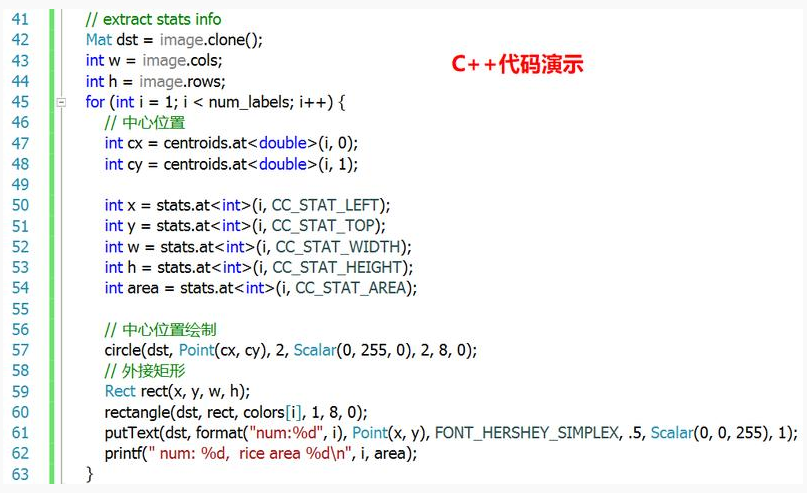 41 // extract stats info
42 Mat dst = image.clone();
43 int w = image.cols;
C++代码演示
44 int h = image.rows;
45 for (int i = 1; i < num_labels; i++) {
46 // 中心位置
47 int cx = centroids.at<double>(i, 0);
48 int cy = centroids.at<double>(i, 1);
49
50 int x = stats.at<int>(i, CC_STAT_LEFT);
51 int y = stats.at<int>(i, CC_STAT_TOP);
52 int w = stats.at<int>(i, CC_STAT_WIDTH);
53 int h = stats.at<int>(i, CC_STAT_HEIGHT);
54 int area = stats.at<int>(i, CC_STAT_AREA);
55
56 // 中心位置绘制
57 circle(dst, Point(cx, cy), 2, Scalar(0, 255, 0), 2, 8, 0);
58 // 外接矩形
59 Rect rect(x, y, w, h);
60 rectangle(dst, rect, colors[i], 1, 8, 0);
61 putText(dst, format("num:%d", i), Point(x, y), FONT_HERSHEY_SIMPLEX, .5, Scalar(0, 0, 255), 1);
62 printf(" num: %d,  rice area %d\n", i, area);
63 }